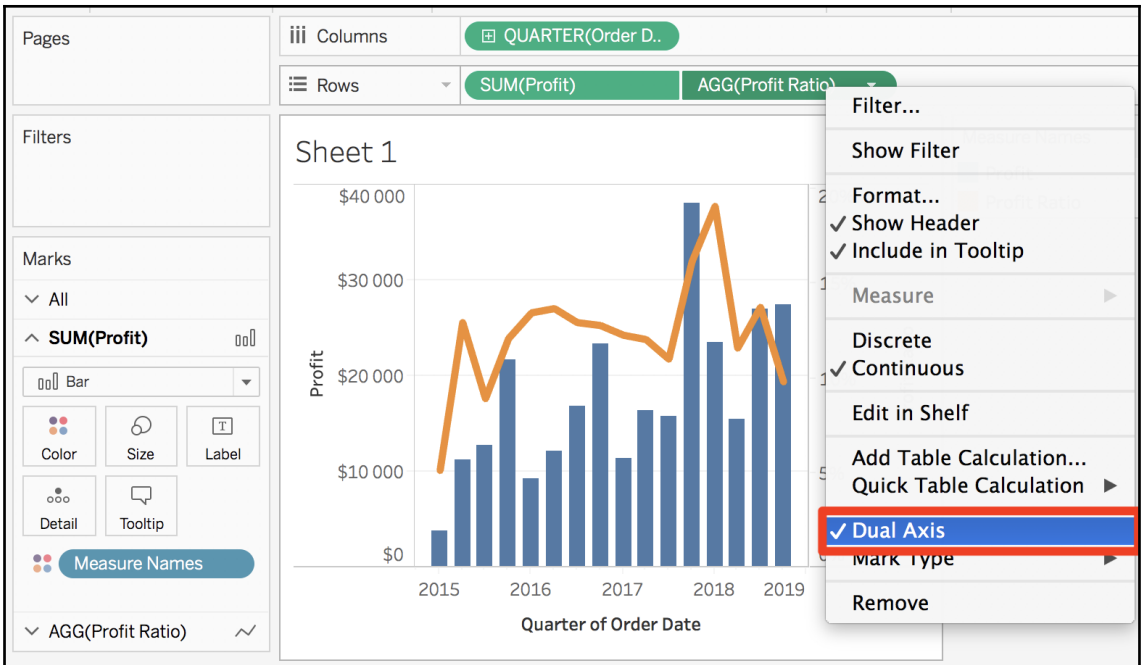 Pages
Columns
QUARTER(Order D..
Rows
SUM(Profit)
AGG(Profit Ratio)
Filters
Marks
All
SUM(Profit)
Bar
Color
Size
Label
T
Detail
Tooltip
Measure Names
AGG(Profit Ratio)
Sheet 1
$40 000
$30 000
$20 000
$10 000
$0
Profit
2015
2016
2017
2018
2019
Quarter of Order Date
Filter...
Show Filter
Format...
Show Header
Include in Tooltip
Measure
Discrete
Continuous
Edit in Shelf
Add Table Calculation...
Quick Table Calculation
Dual Axis
Mark Type
Remove